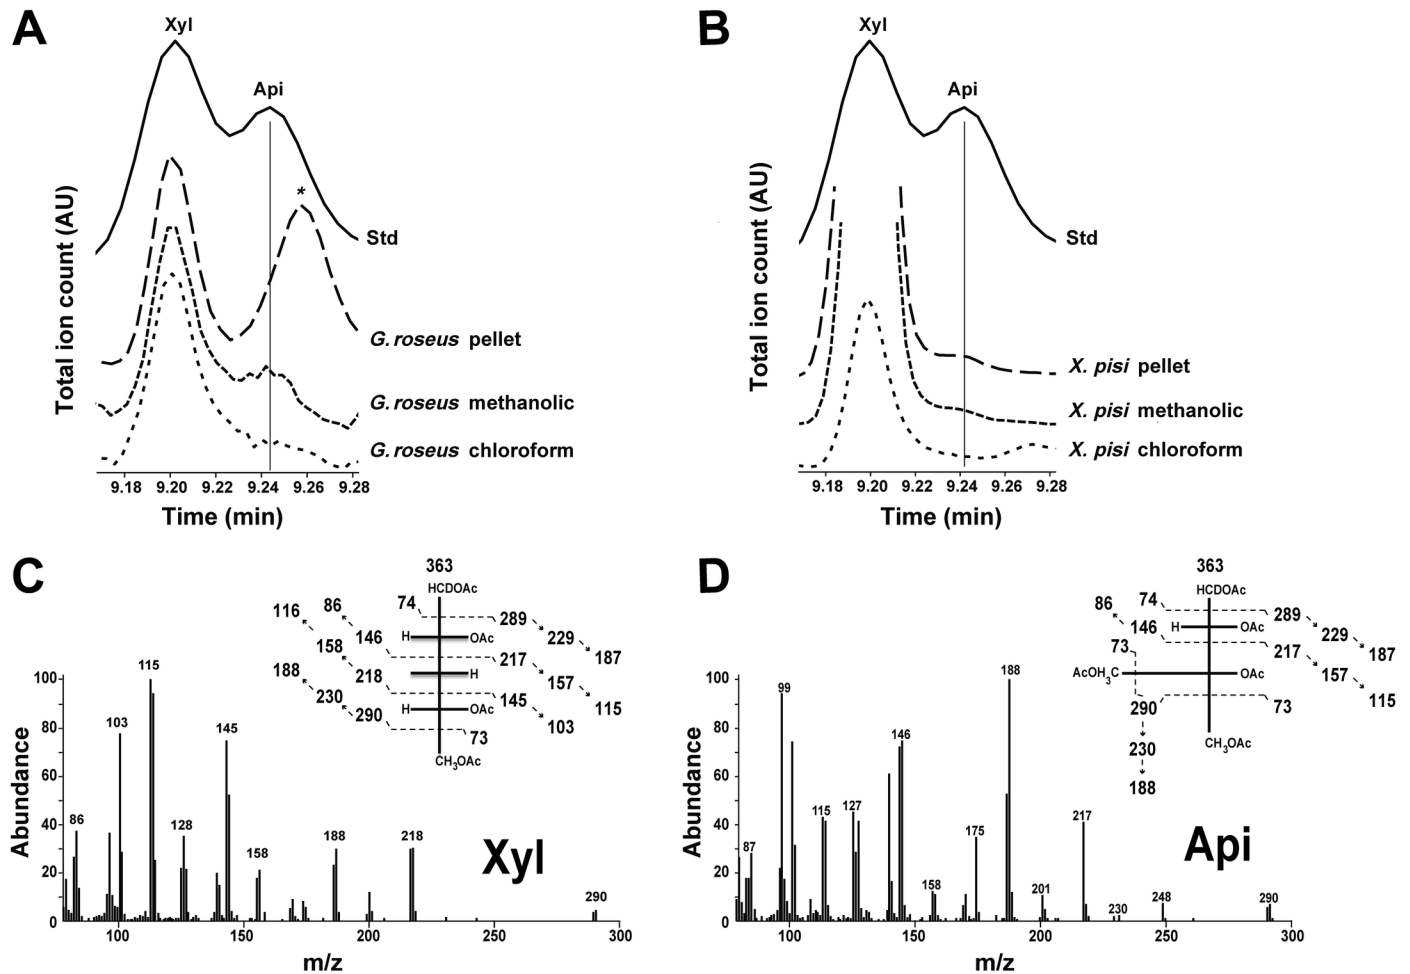 A
Xyl
Api
*
Std
G. roseus pellet
G. roseus methanolic
G. roseus chloroform
Total ion count (AU)
9.18 9.20 9.22 9.24 9.26 9.28
Time (min)
B
Xyl
Api
Std
X. pisi pellet
X. pisi methanolic
X. pisi chloroform
Total ion count (AU)
9.18 9.20 9.22 9.24 9.26 9.28
Time (min)
C
363
HCDOAc
74
289
86
116
H OAc
146
229
187
217
158
H
188
218
157
230
145
115
H OAc
290
103
73
CH3OAc
Abundance
100
80
60
40
20
0
86
103
115
128
145
158
188
218
290
Xyl
100 150 200 250 300
m/z
D
363
HCDOAc
74
289
86
H OAc
146
229
187
217
73
AcOH3C OAc
157
115
290
73
230
CH3OAc
188
Abundance
100
80
60
40
20
0
87
99
115
127
146
158
175
188
201
217
230
248
290
Api
100 150 200 250 300
m/z